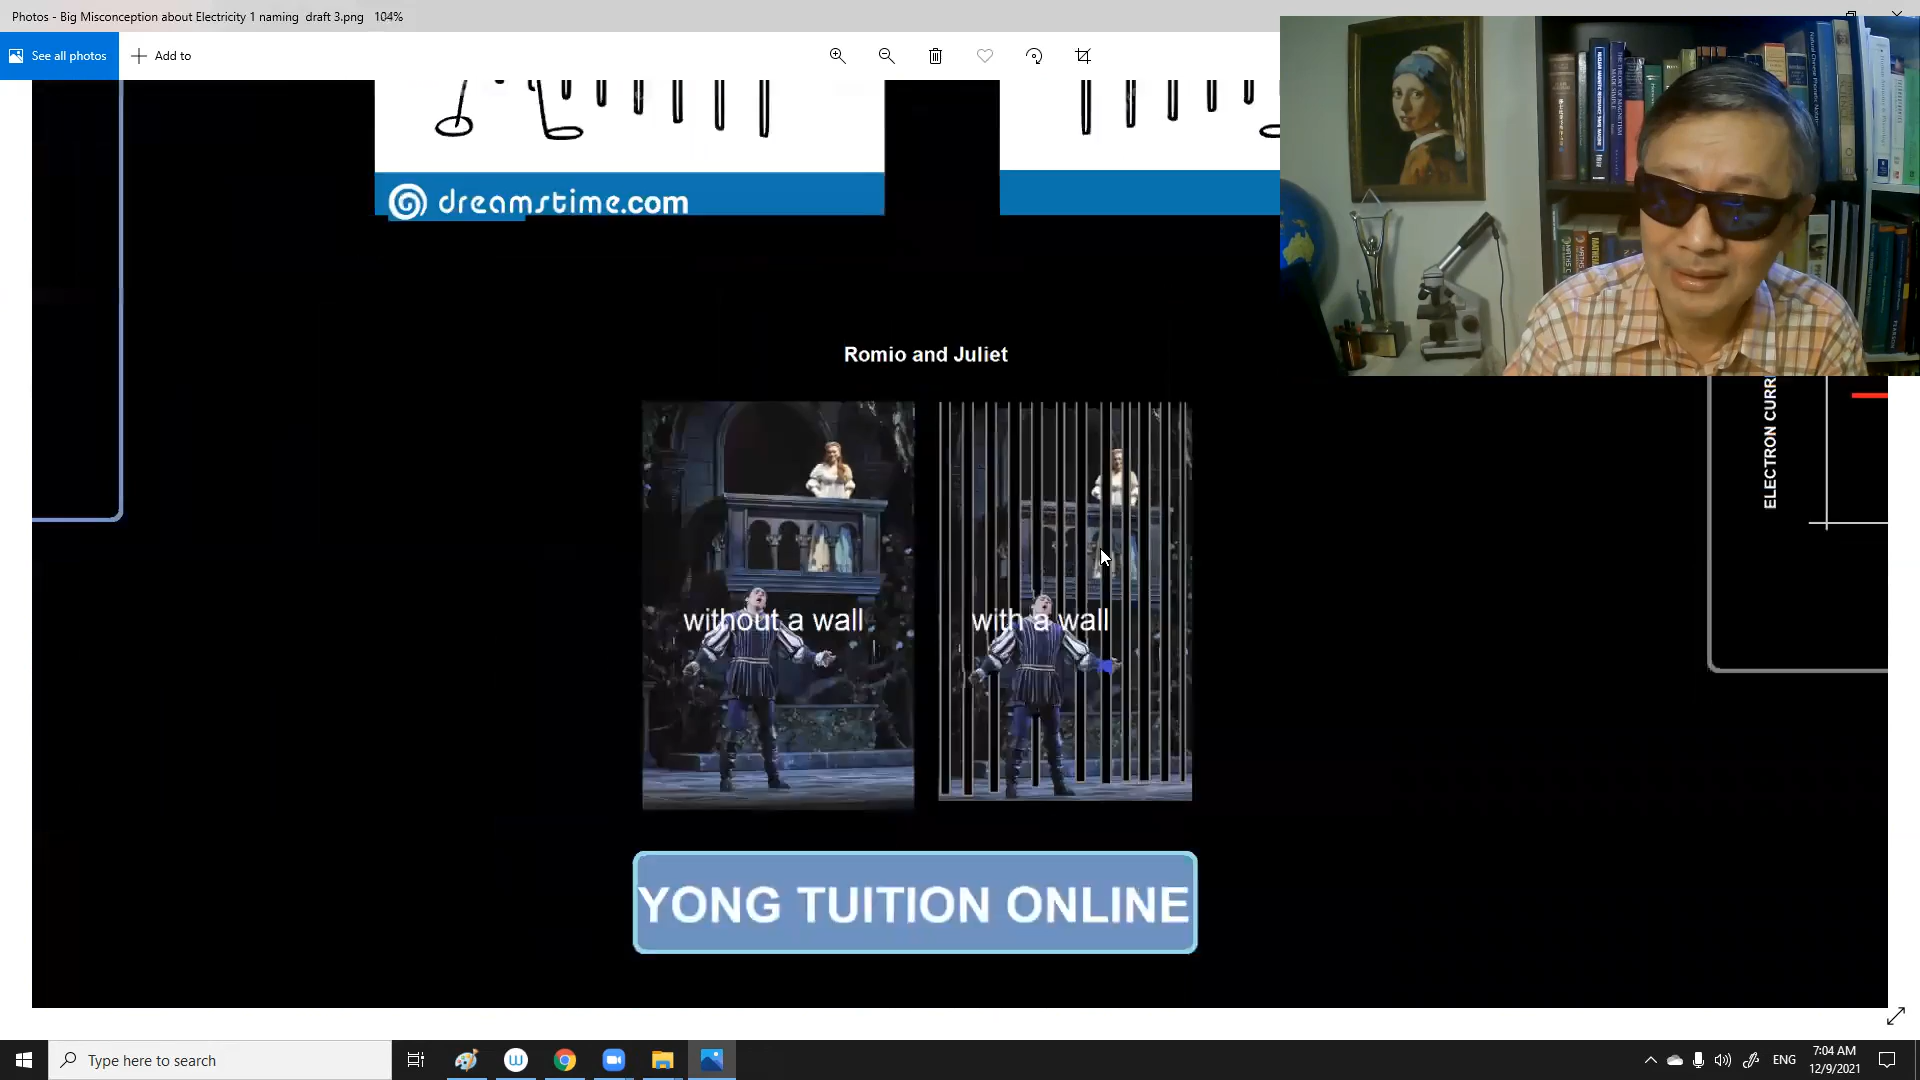 Photos - Big Misconception about Electricity 1 naming  draft 3.png   104%
See all photos
Add to
dreamstime.com
Romio and Juliet
without a wall
with a wall
ELECTRON CURR
YONG TUITION ONLINE
Type here to search
ENG
7:04 AM
12/9/2021